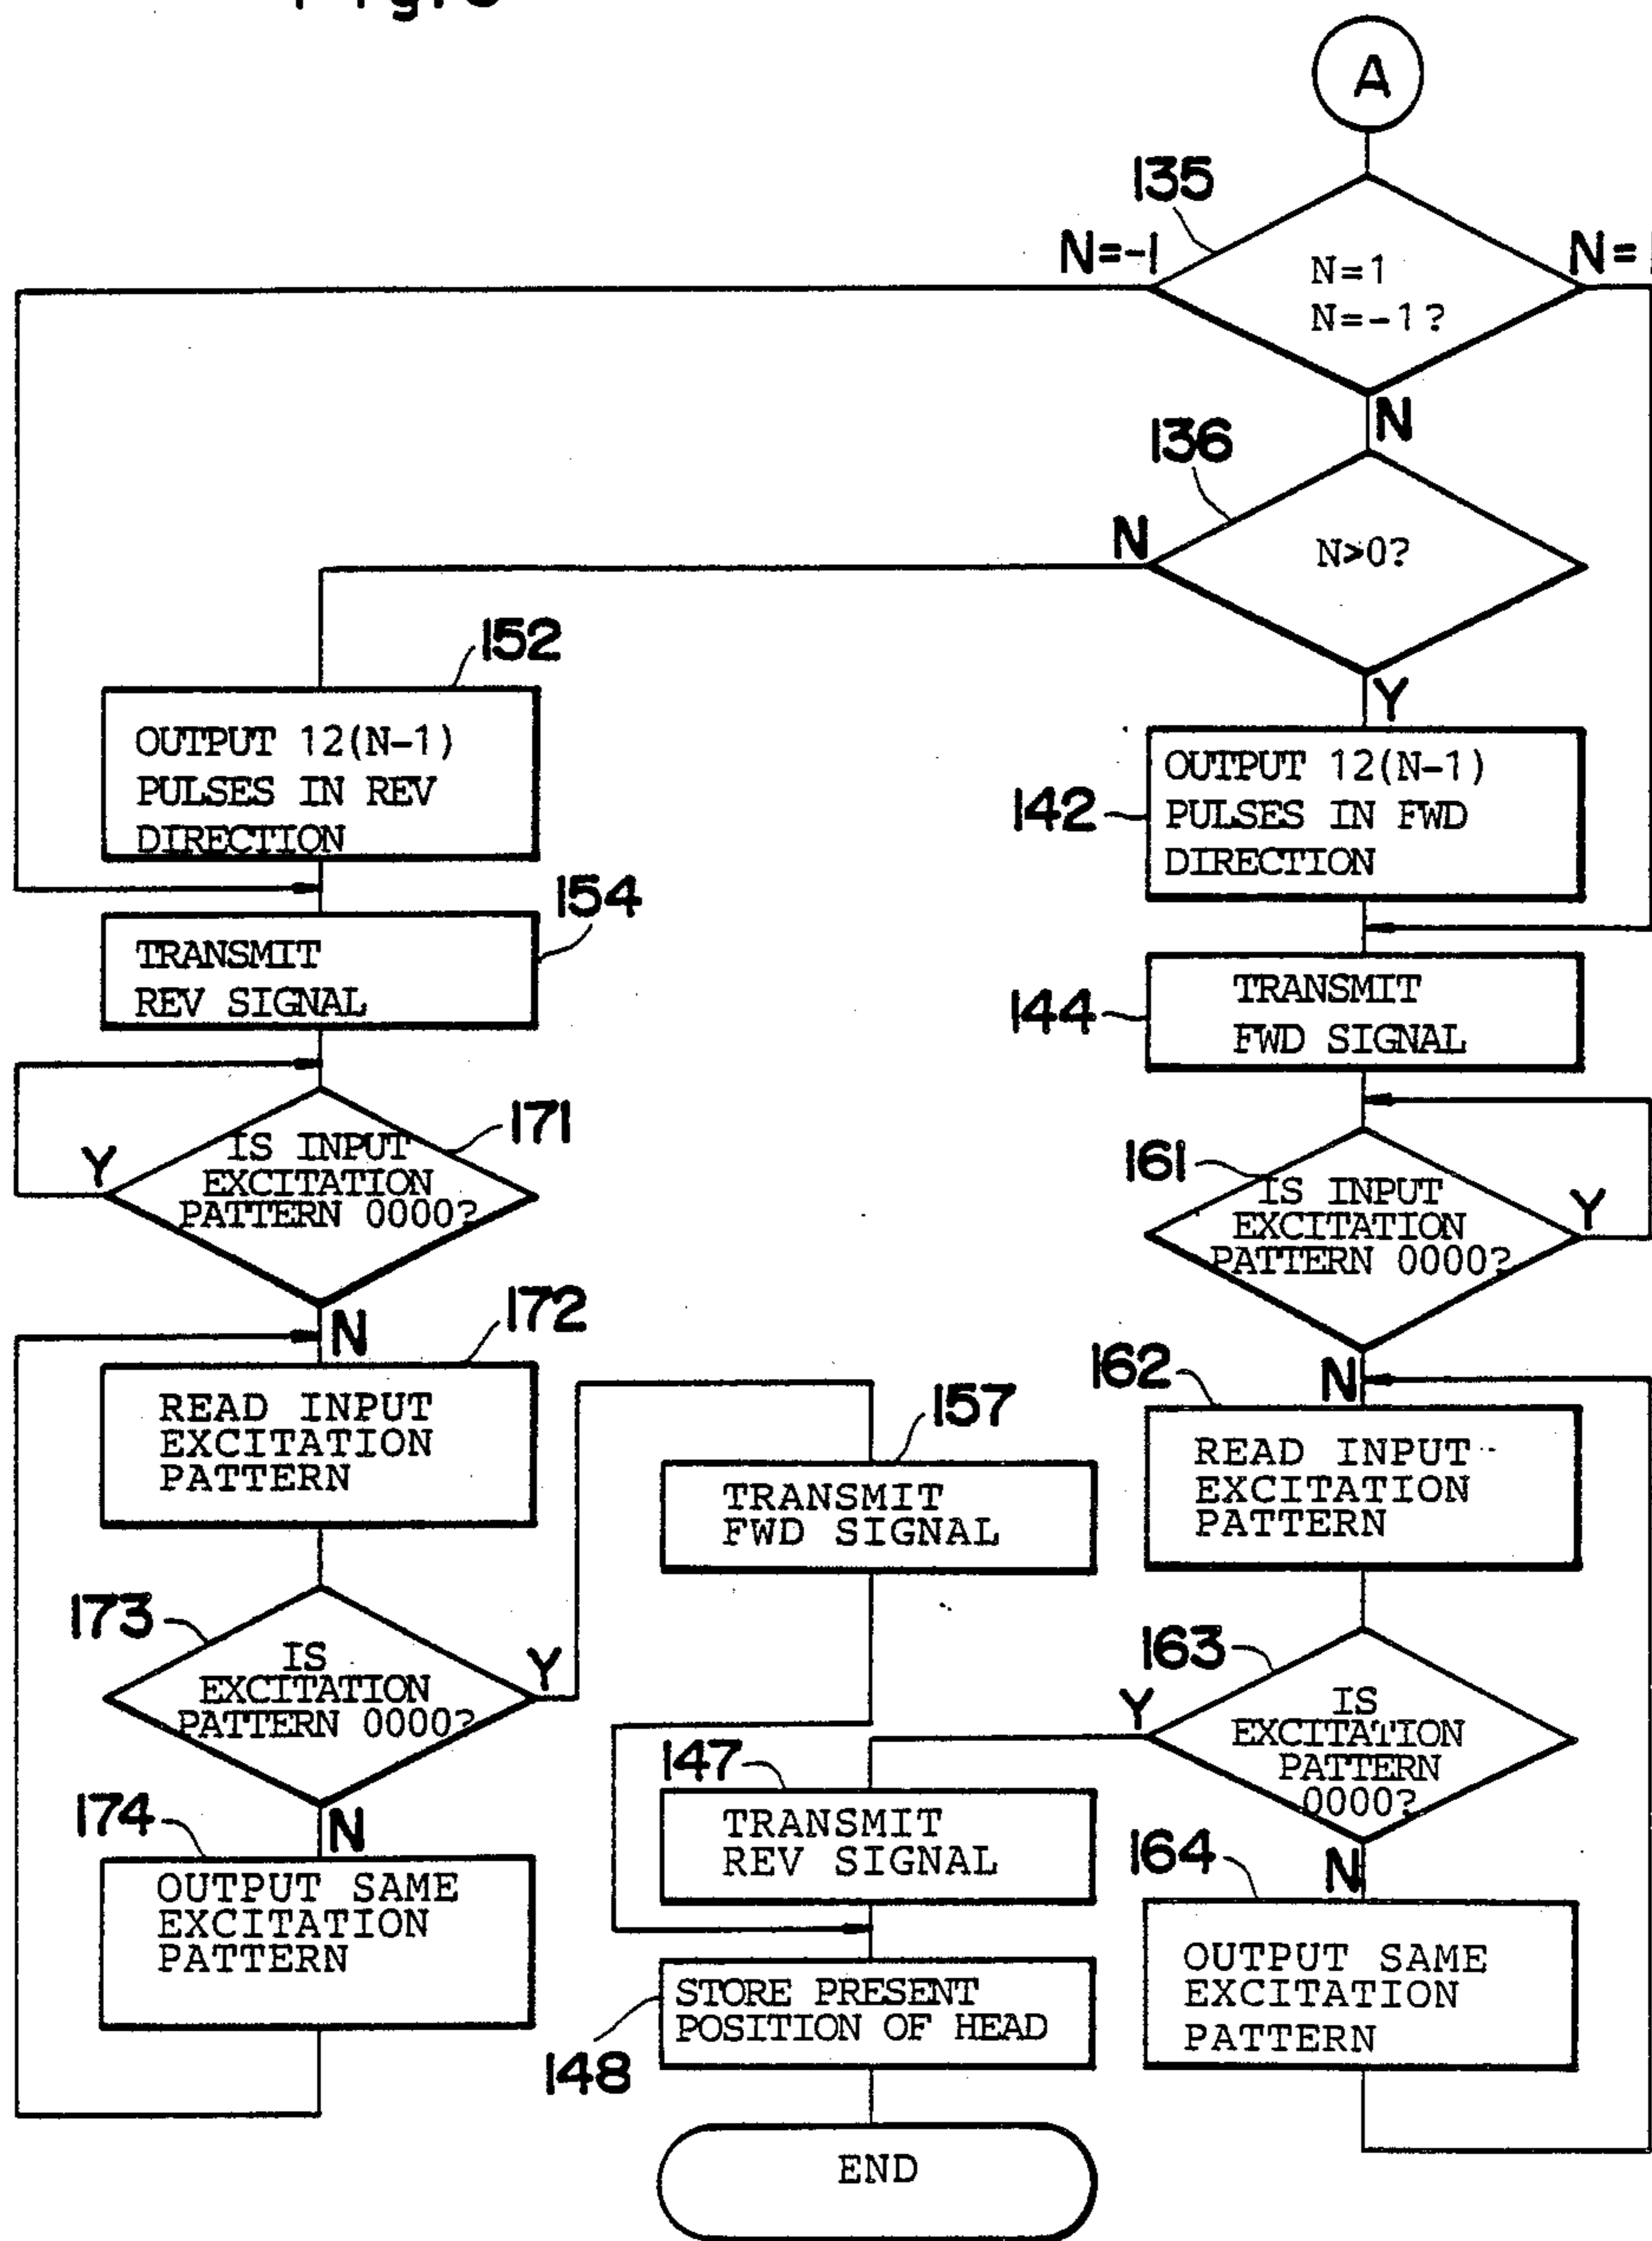 A
135
N=-1
N=
N=1
N=-1?
N
136
N
N>0?
Y
152
OUTPUT 12(N-1)
PULSES IN REV
DIRECTION
142
OUTPUT 12(N-1)
PULSES IN FWD
DIRECTION
154
TRANSMIT
REV SIGNAL
144
TRANSMIT
FWD SIGNAL
171
Y
IS INPUT
EXCITATION
PATTERN 0000?
N
161
IS INPUT
EXCITATION
PATTERN 0000?
Y
N
172
READ INPUT
EXCITATION
PATTERN
157
TRANSMIT
FWD SIGNAL
162
READ INPUT
EXCITATION
PATTERN
173
IS
EXCITATION
PATTERN 0000?
Y
N
163
Y
IS
EXCITATION
PATTERN
0000?
N
147
TRANSMIT
REV SIGNAL
174
OUTPUT SAME
EXCITATION
PATTERN
164
OUTPUT SAME
EXCITATION
PATTERN
148
STORE PRESENT
POSITION OF HEAD
END